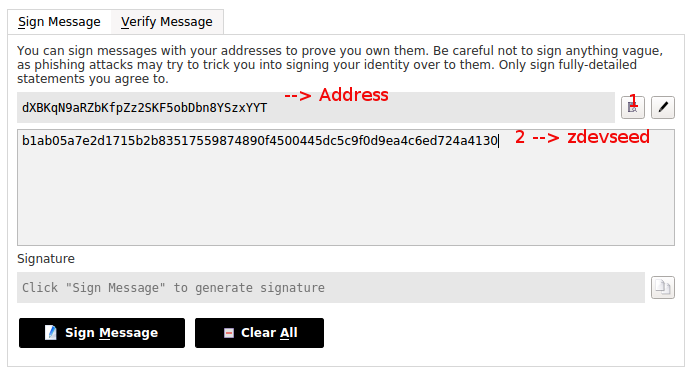 Sign Message Verify Message
You can sign messages with your addresses to prove you own them. Be careful not to sign anything vague,
as phishing attacks may try to trick you into signing your identity over to them. Only sign fully-detailed
statements you agree to.
dXBKqN9aRZbKfpZz2SKF5obDbn8YSzxYYT --> Address 1
b1ab05a7e2d1715b2b83517559874890f4500445dc5c9f0d9ea4c6ed724a4130 2 --> zdevseed
Signature
Click "Sign Message" to generate signature
Sign Message Clear All